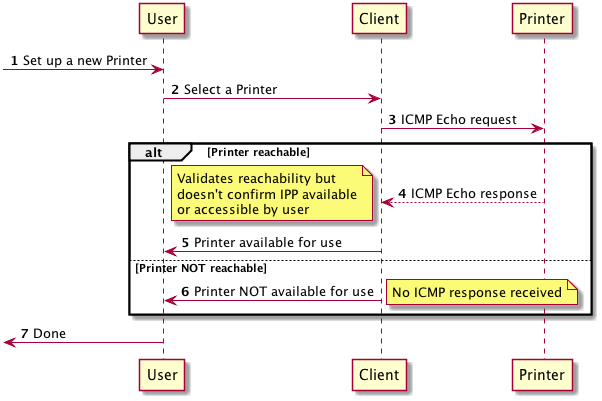 User
Client
Printer
1 Set up a new Printer
2 Select a Printer
3 ICMP Echo request
alt [Printer reachable]
Validates reachability but
doesn't confirm IPP available
or accessible by user
4 ICMP Echo response
5 Printer available for use
[Printer NOT reachable]
6 Printer NOT available for use
No ICMP response received
7 Done
User
Client
Printer